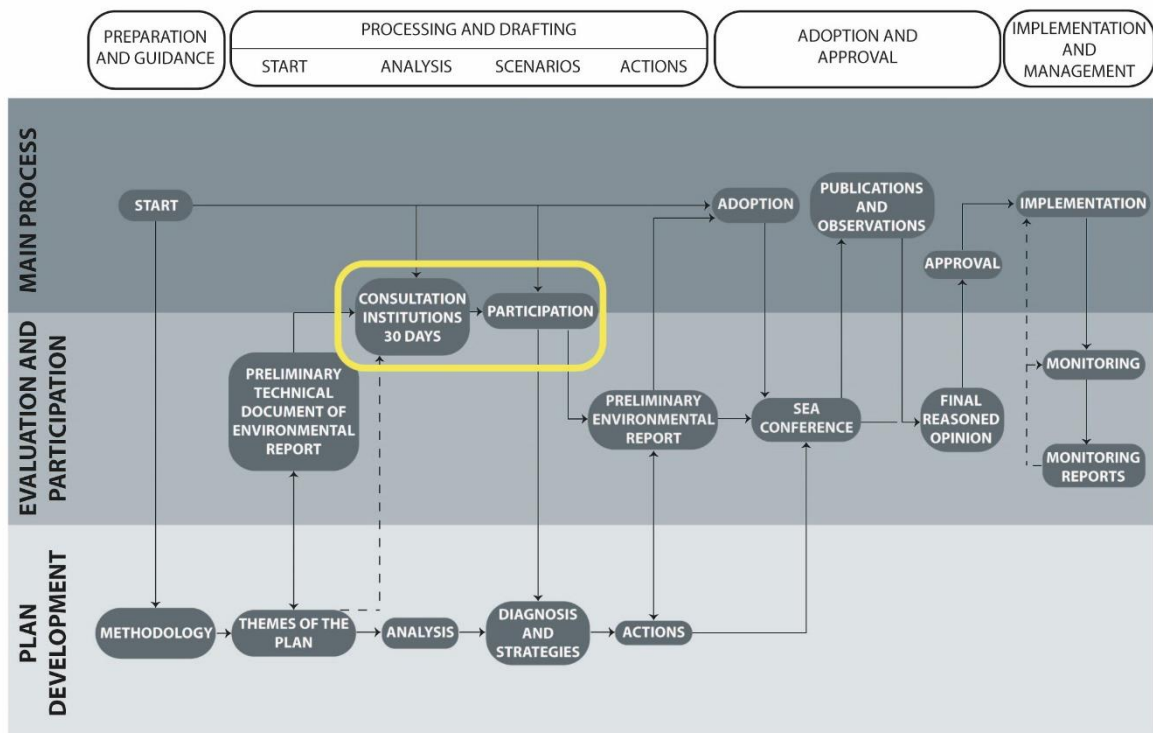 PREPARATION
AND GUIDANCE
PROCESSING AND DRAFTING
START
ANALYSIS
SCENARIOS
ACTIONS
ADOPTION AND
APPROVAL
IMPLEMENTATION
AND
MANAGEMENT
MAIN PROCESS
START
ADOPTION
PUBLICATIONS
AND
OBSERVATIONS
IMPLEMENTATION
APPROVAL
CONSULTATION
INSTITUTIONS
30 DAYS
PARTICIPATION
EVALUATION AND
PARTICIPATION
PRELIMINARY
TECHNICAL
DOCUMENT OF
ENVIRONMENTAL
REPORT
PRELIMINARY
ENVIRONMENTAL
REPORT
SEA
CONFERENCE
FINAL
REASONED
OPINION
MONITORING
MONITORING
REPORTS
PLAN
DEVELOPMENT
METHODOLOGY
THEMES OF THE
PLAN
ANALYSIS
DIAGNOSIS
AND
STRATEGIES
ACTIONS